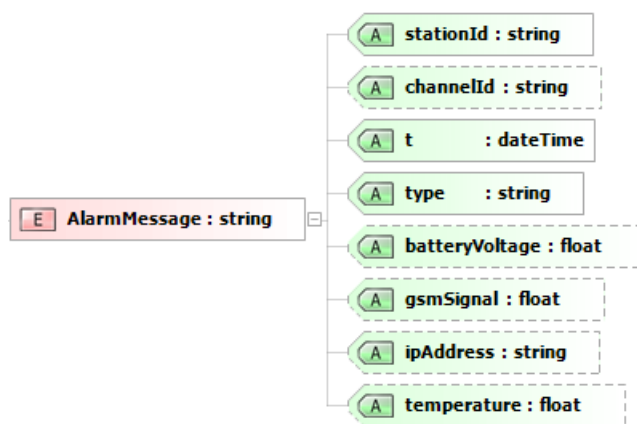 A stationId : string
A channelId : string
A t : dateTime
A type : string
E AlarmMessage : string
A batteryVoltage : float
A gsmSignal : float
A ipAddress : string
A temperature : float